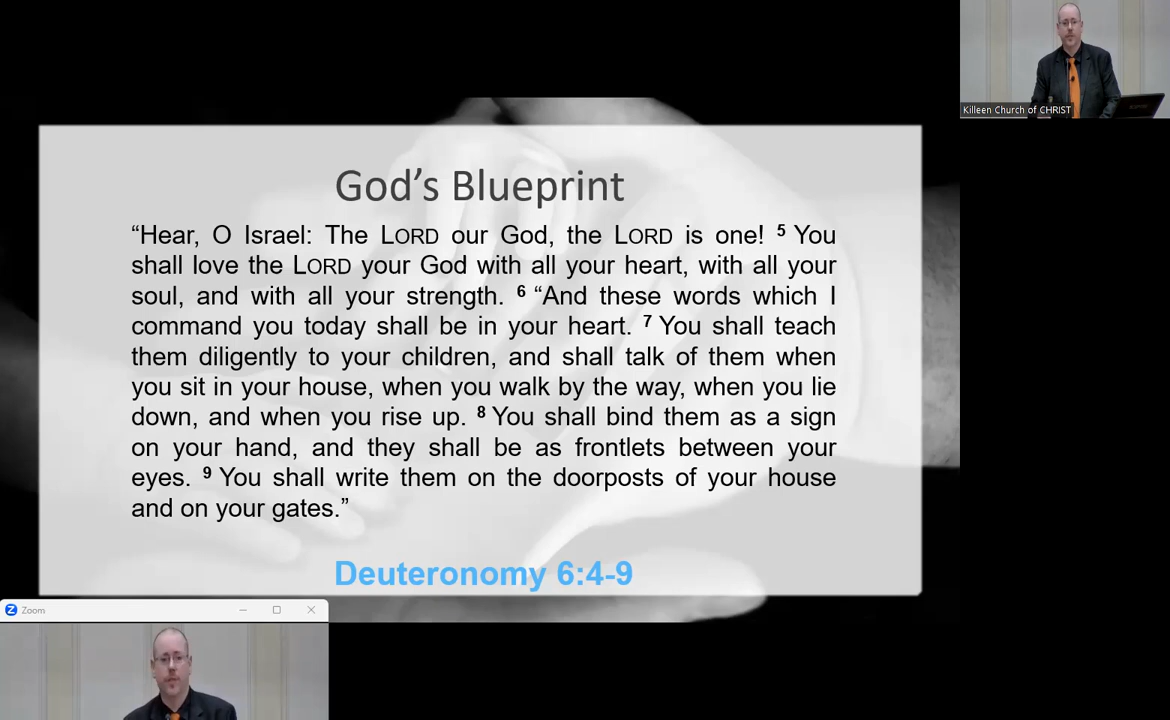 Killeen Church of CHRIST
God’s Blueprint
“Hear, O Israel: The LORD our God, the LORD is one! 5 You
shall love the LORD your God with all your heart, with all your
soul, and with all your strength. 6 “And these words which I
command you today shall be in your heart. 7 You shall teach
them diligently to your children, and shall talk of them when
you sit in your house, when you walk by the way, when you lie
down, and when you rise up. 8 You shall bind them as a sign
on your hand, and they shall be as frontlets between your
eyes. 9 You shall write them on the doorposts of your house
and on your gates.”
Deuteronomy 6:4-9
Z Zoom